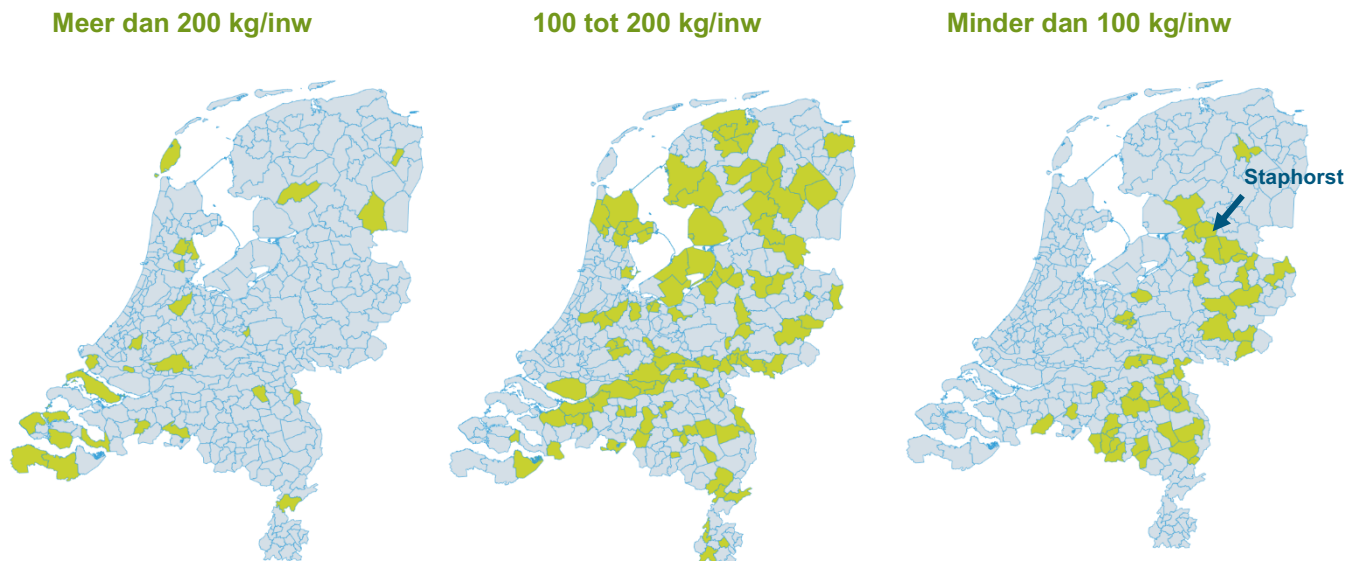 Meer dan 200 kg/inw
100 tot 200 kg/inw
Minder dan 100 kg/inw
Staphorst